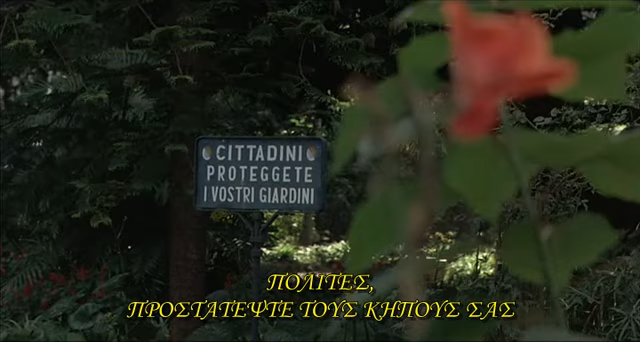 CITTADINI
PROTEGGETE
I VOSTRI GIARDINI
ΠΟΛΙΤΕΣ,
ΠΡΟΣΤΑΤΕΨΤΕ ΤΟΥΣ ΚΗΠΟΥΣ ΣΑΣ